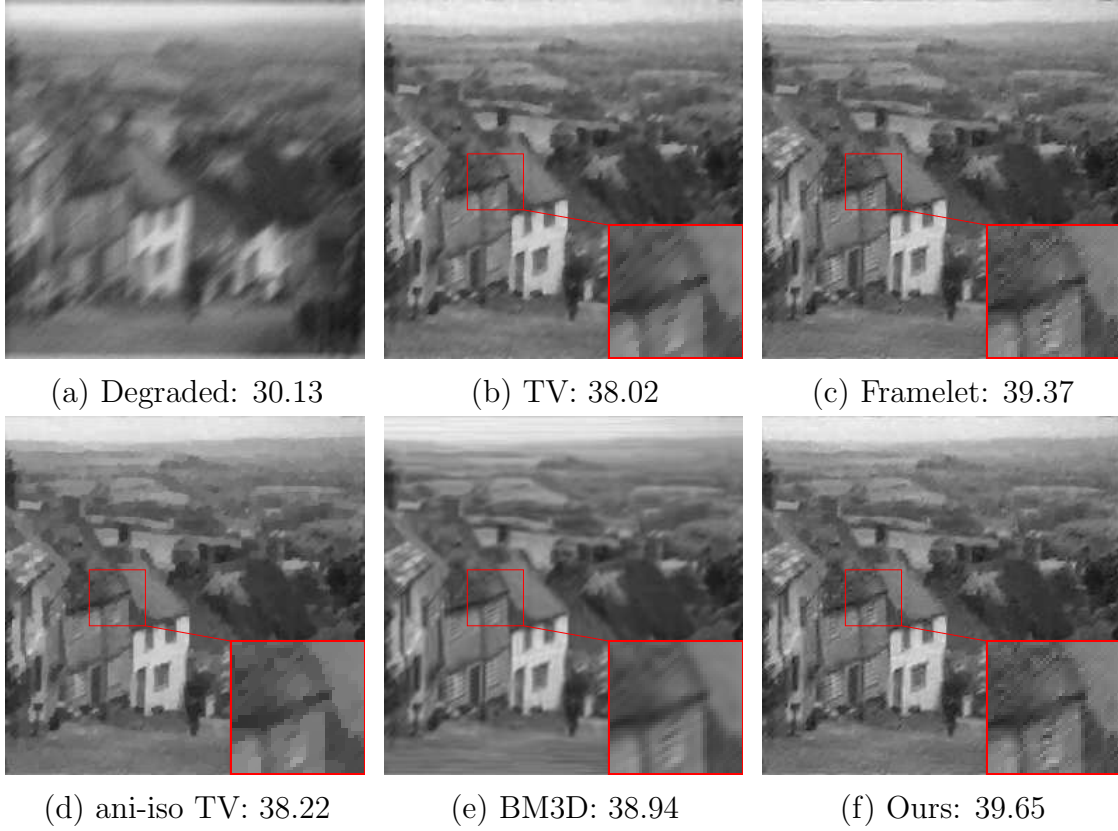 (a) Degraded: 30.13
(b) TV: 38.02
(c) Framelet: 39.37
(d) ani-iso TV: 38.22
(e) BM3D: 38.94
(f) Ours: 39.65